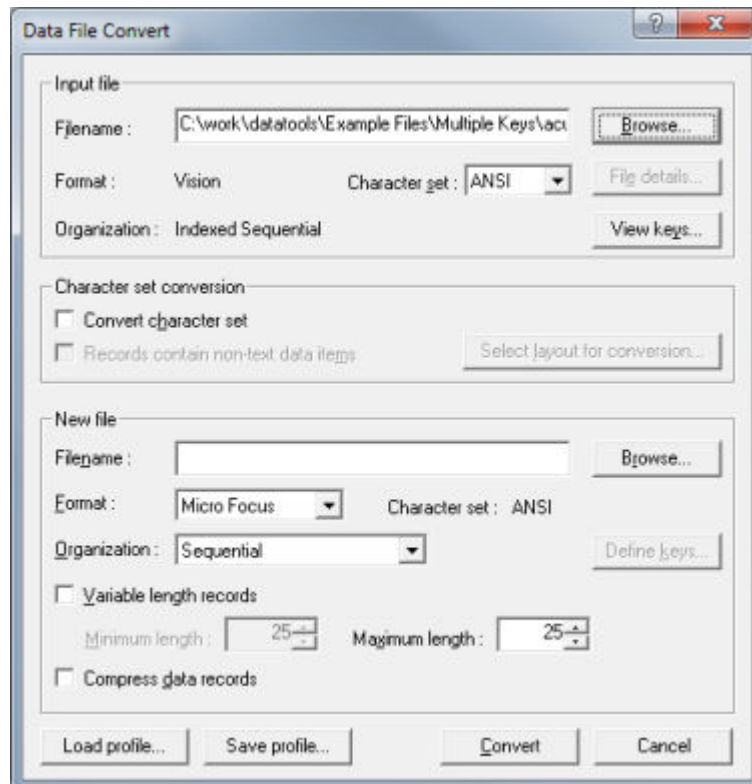 Data File Convert
Input file
Filename : C:\work\datatools\Example Files\Multiple Keys\acu Browse...
Format : Vision Character set : ANSI File details...
Organization : Indexed Sequential View keys...
Character set conversion
Convert character set
Records contain non-text data items Select layout for conversion...
New file
Filename : Browse...
Format : Micro Focus Character set : ANSI
Organization : Sequential Define keys...
Variable length records
Minimum length : 25 Maximum length : 25
Compress data records
Load profile... Save profile... Convert Cancel